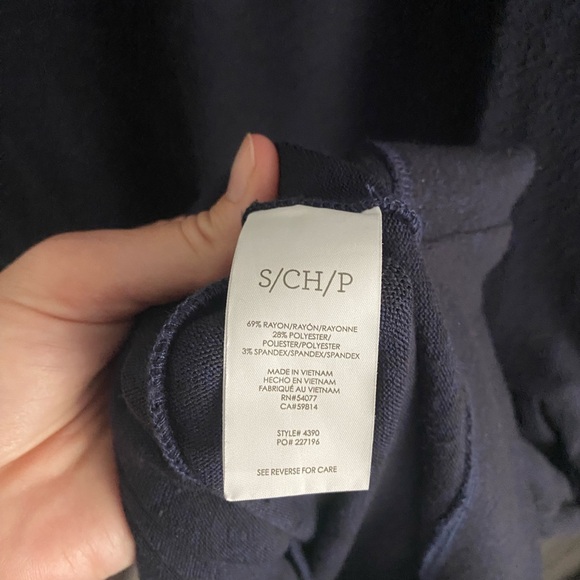 S/CH/P
69% RAYON/RAYÓN/RAYONNE
28% POLYESTER/
POLIESTER/POLYESTER
3% SPANDEX/SPANDEX/SPANDEX
MADE IN VIETNAM
HECHO EN VIETNAM
FABRIQUÉ AU VIETNAM
RN#54077
CA#59814
STYLE# 4390
PO# 227196
SEE REVERSE FOR CARE